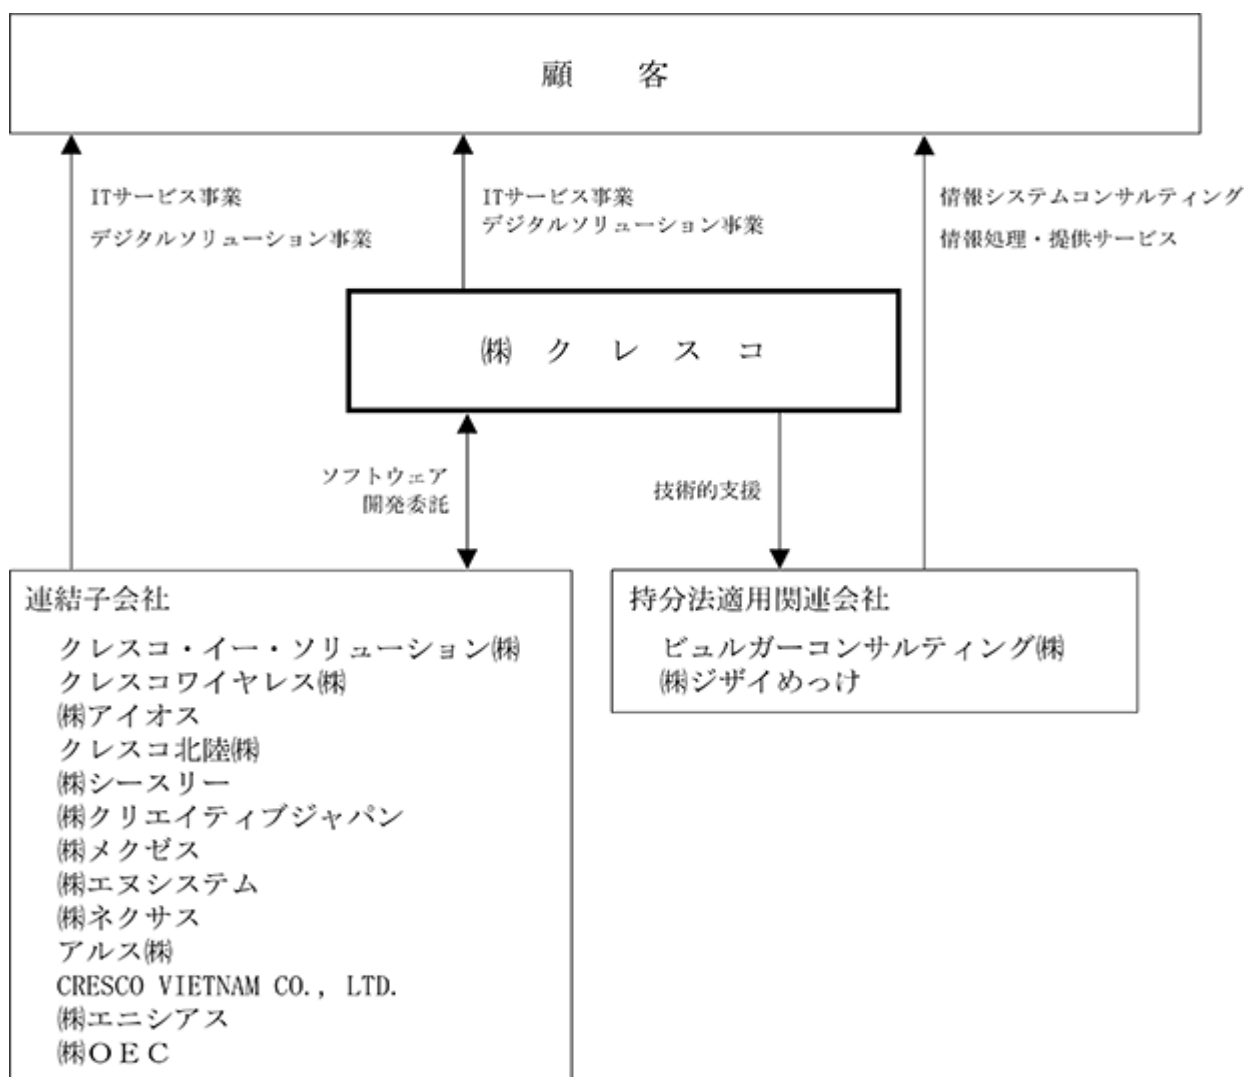 顧　客
ITサービス事業
デジタルソリューション事業
ITサービス事業
デジタルソリューション事業
情報システムコンサルティング
情報処理・提供サービス
㈱ ク レ ス コ
ソフトウェア
開発委託
技術的支援
連結子会社
クレスコ・イー・ソリューション㈱
クレスコワイヤレス㈱
㈱アイオス
クレスコ北陸㈱
㈱シースリー
㈱クリエイティブジャパン
㈱メクゼス
㈱エヌシステム
㈱ネクサス
アルス㈱
CRESCO VIETNAM CO., LTD.
㈱エニシアス
㈱ＯＥＣ
持分法適用関連会社
ビュルガーコンサルティング㈱
㈱ジザイめっけ